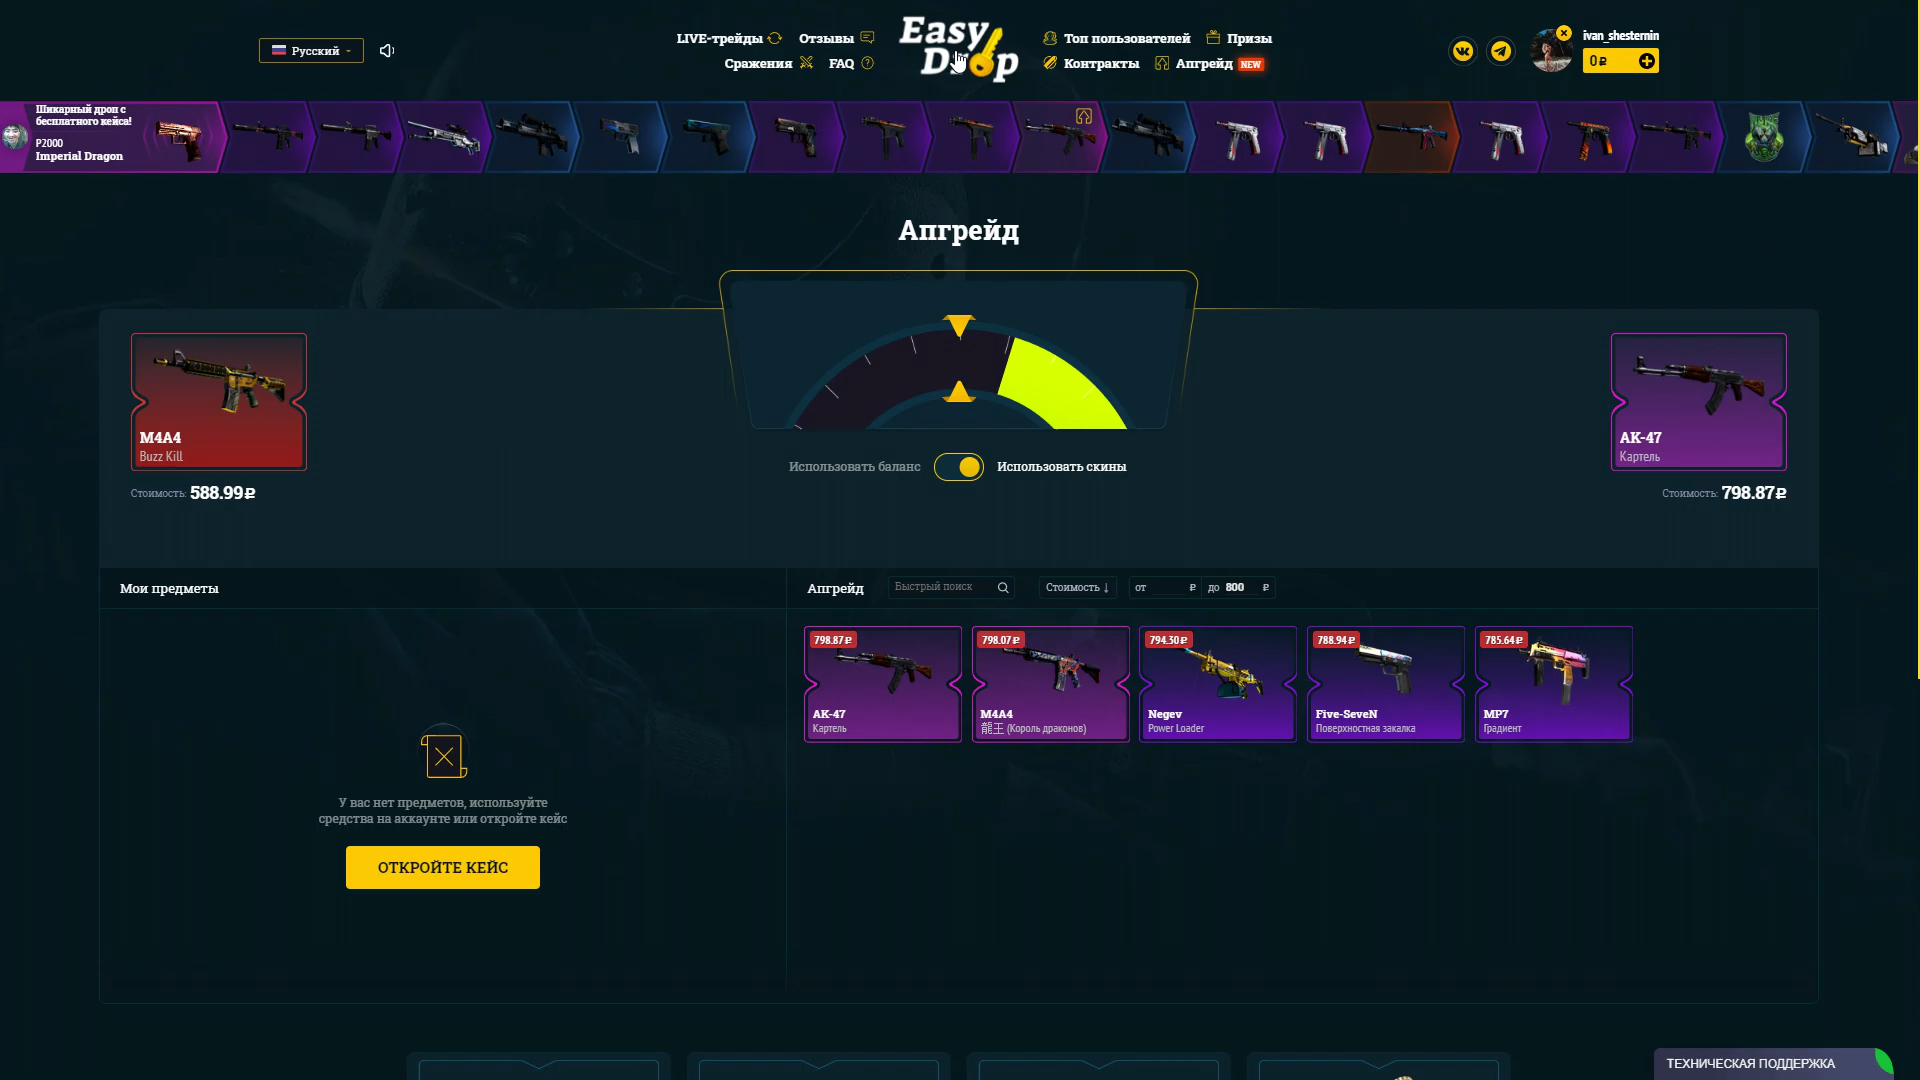 Русский
LIVE-трейды
Отзывы
Easy Drop
Топ пользователей
Призы
Сражения
FAQ
Контракты
Апгрейд NEW
ivan_shesternin
0₽
Шикарный дроп с
бесплатного кейса!
P2000
Imperial Dragon
Апгрейд
M4A4
Buzz Kill
Стоимость: 588.99₽
AK-47
Картель
Стоимость: 798.87₽
Использовать баланс
Использовать скины
Мои предметы
Апгрейд
Быстрый поиск
Стоимость ↓
от ₽
до 800 ₽
798.87₽
AK-47
Картель
798.07₽
M4A4
龍王 (Король драконов)
794.30₽
Negev
Power Loader
788.94₽
Five-SeveN
Поверхностная закалка
785.64₽
MP7
Градиент
У вас нет предметов, используйте
средства на аккаунте или откройте кейс
ОТКРОЙТЕ КЕЙС
ТЕХНИЧЕСКАЯ ПОДДЕРЖКА